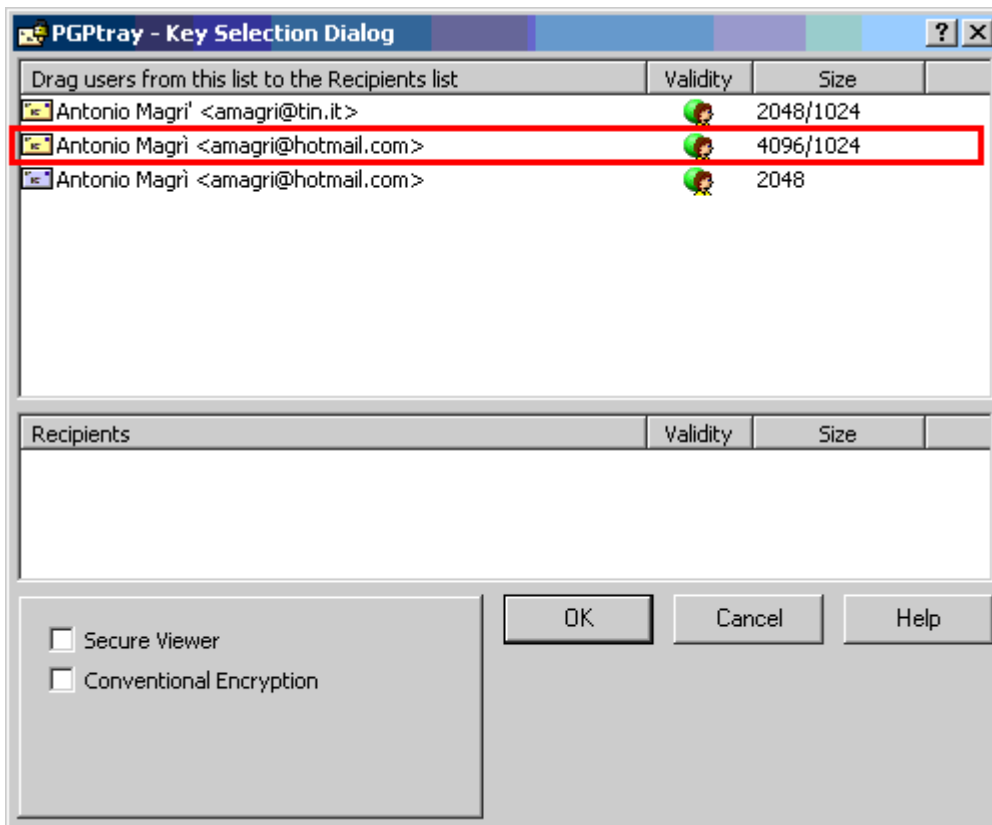 PGPtray - Key Selection Dialog
Drag users from this list to the Recipients list Validity Size
Antonio Magri' <amagri@tin.it> 2048/1024
Antonio Magrì <amagri@hotmail.com> 4096/1024
Antonio Magrì <amagri@hotmail.com> 2048
Recipients Validity Size
OK Cancel Help
Secure Viewer
Conventional Encryption